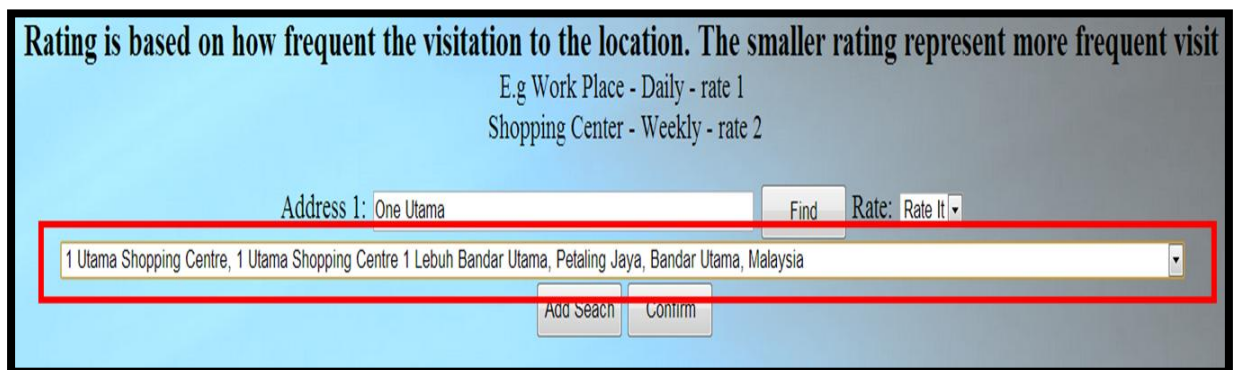 Rating is based on how frequent the visitation to the location. The smaller rating represent more frequent visit
E.g Work Place - Daily - rate 1
Shopping Center - Weekly - rate 2
Address 1: One Utama Find Rate: Rate It
1 Utama Shopping Centre, 1 Utama Shopping Centre 1 Lebuh Bandar Utama, Petaling Jaya, Bandar Utama, Malaysia
Add Seach Confirm